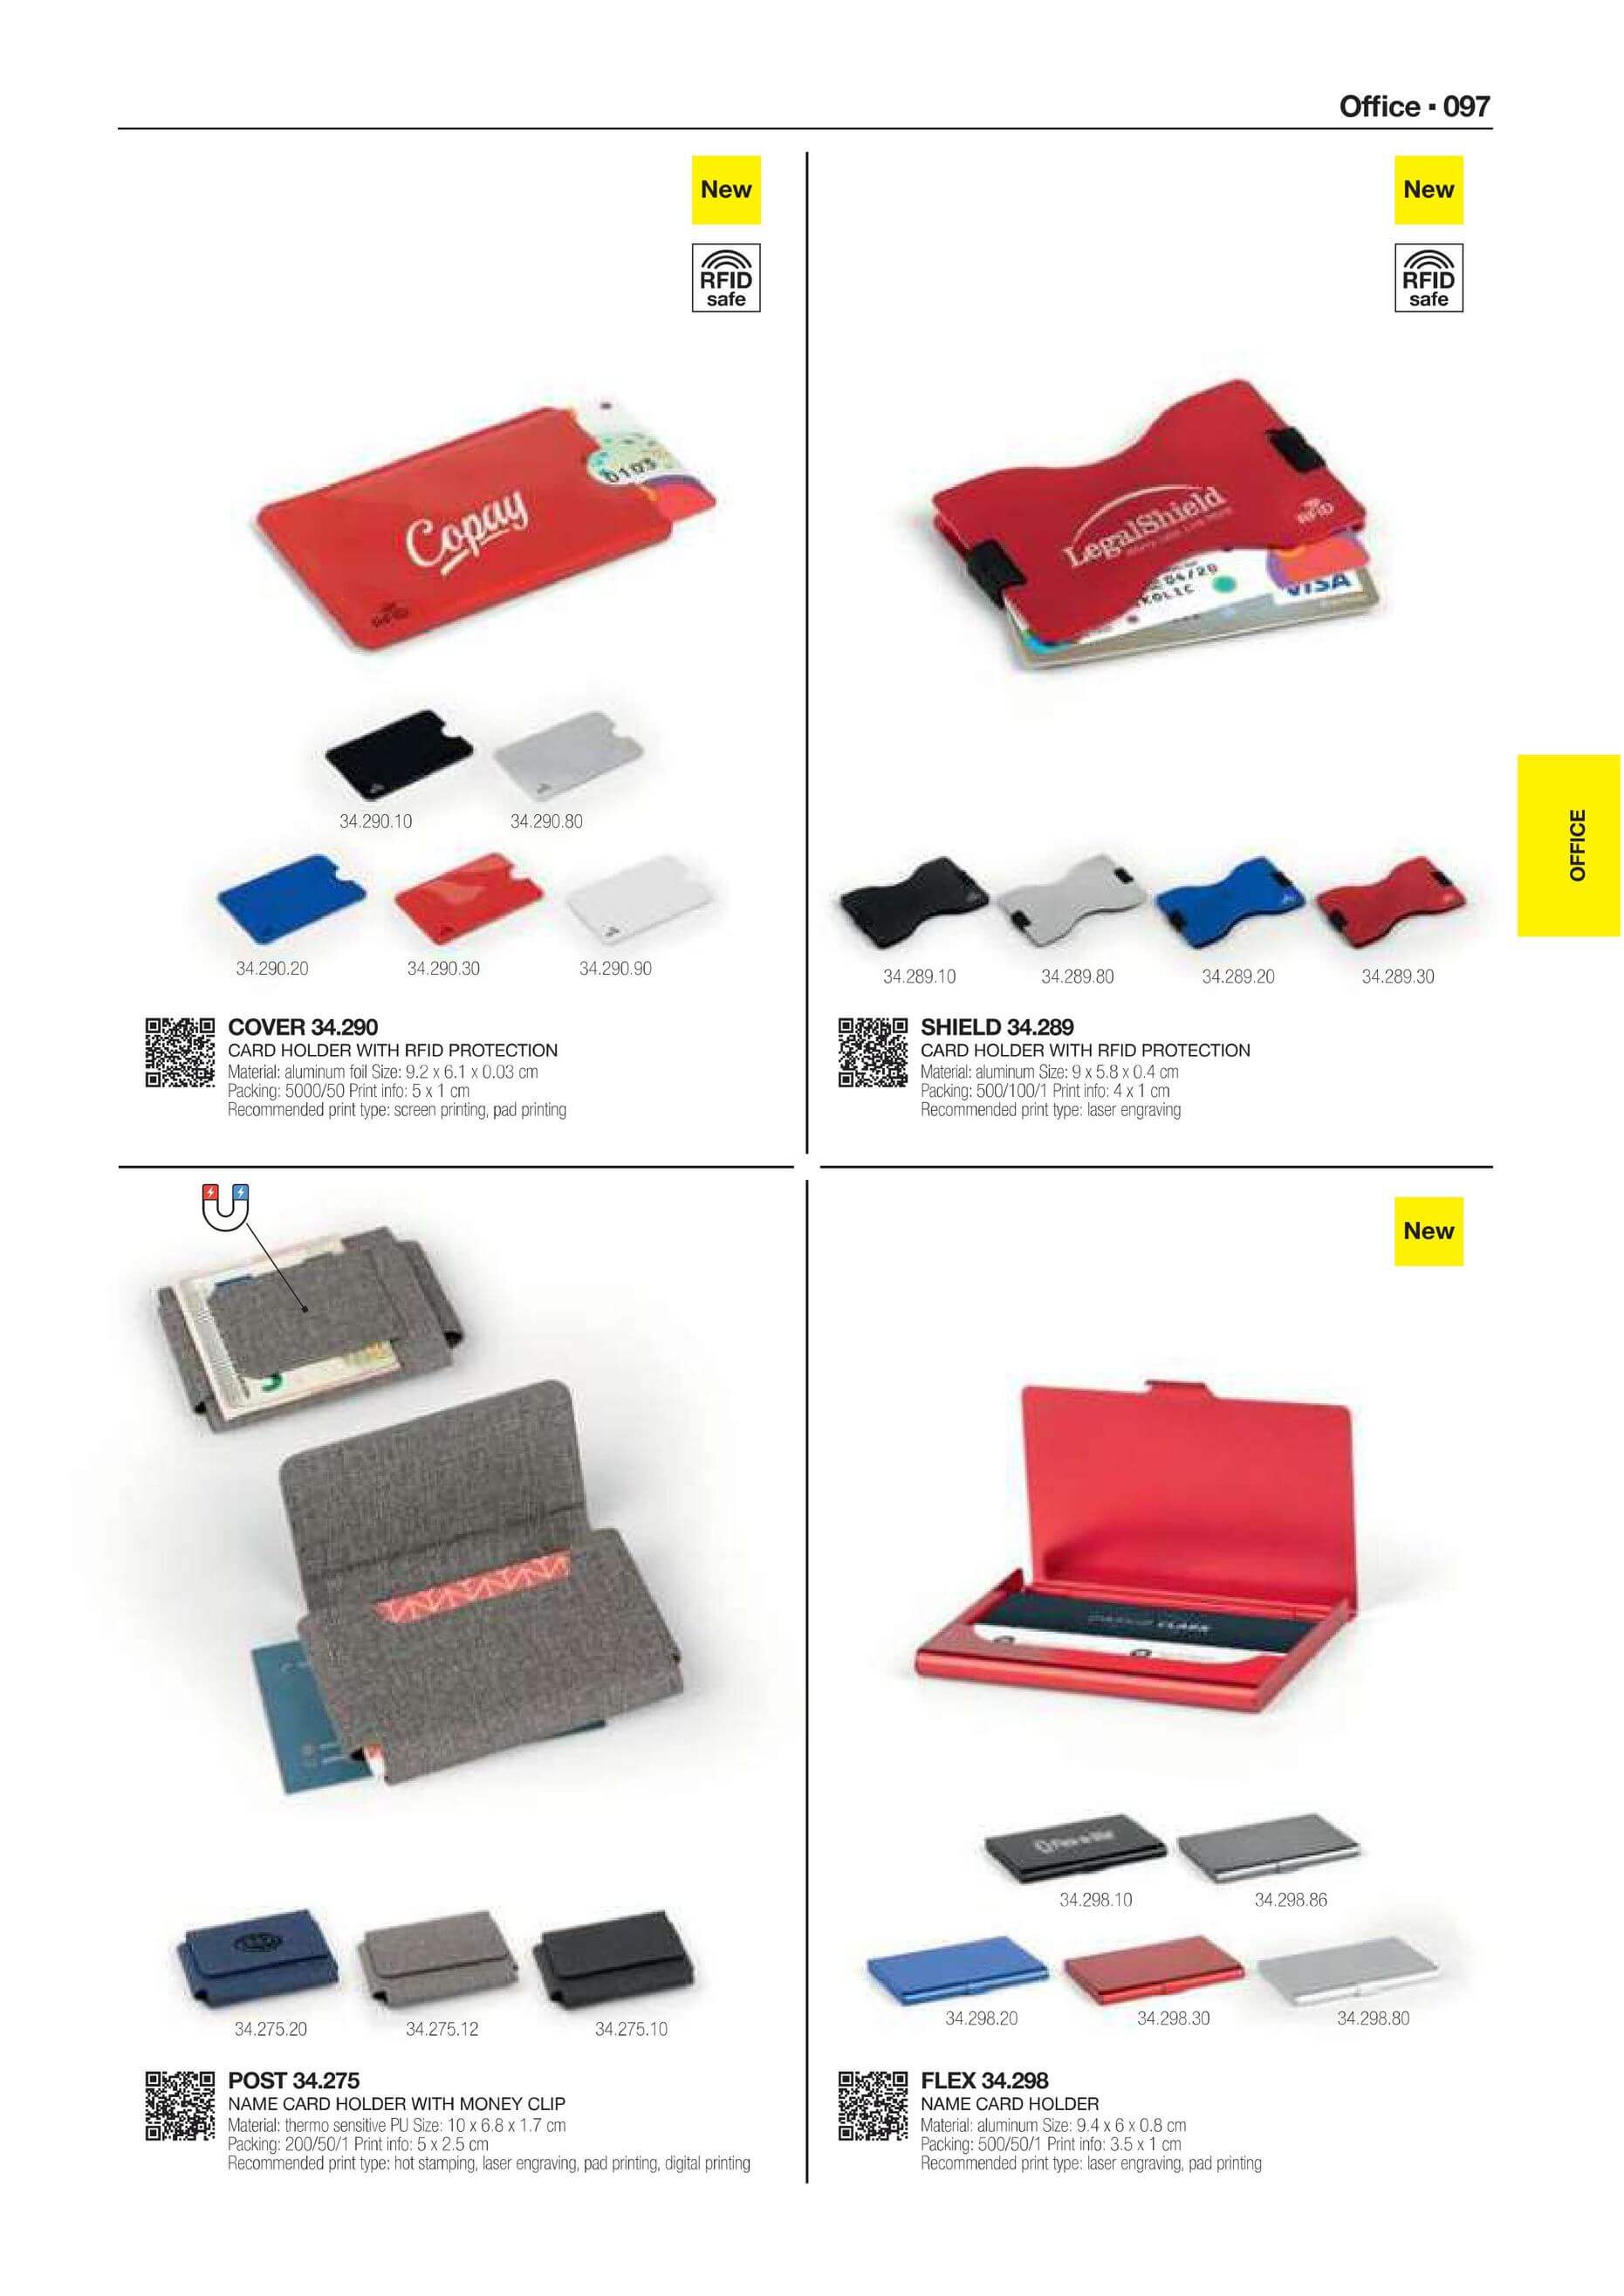 Office ▪ 097
New
RFID
safe
Copay
0103
34.290.10
34.290.80
34.290.20
34.290.30
34.290.90
COVER 34.290
CARD HOLDER WITH RFID PROTECTION
Material: aluminum foil Size: 9.2 x 6.1 x 0.03 cm
Packing: 5000/50 Print info: 5 x 1 cm
Recommended print type: screen printing, pad printing
New
RFID
safe
LegalShield
RFID
04/20
VISA
34.289.10
34.289.80
34.289.20
34.289.30
SHIELD 34.289
CARD HOLDER WITH RFID PROTECTION
Material: aluminum Size: 9 x 5.8 x 0.4 cm
Packing: 500/100/1 Print info: 4 x 1 cm
Recommended print type: laser engraving
OFFICE
34.275.20
34.275.12
34.275.10
POST 34.275
NAME CARD HOLDER WITH MONEY CLIP
Material: thermo sensitive PU Size: 10 x 6.8 x 1.7 cm
Packing: 200/50/1 Print info: 5 x 2.5 cm
Recommended print type: hot stamping, laser engraving, pad printing, digital printing
New
CLARK
34.298.10
34.298.86
34.298.20
34.298.30
34.298.80
FLEX 34.298
NAME CARD HOLDER
Material: aluminum Size: 9.4 x 6 x 0.8 cm
Packing: 500/50/1 Print info: 3.5 x 1 cm
Recommended print type: laser engraving, pad printing